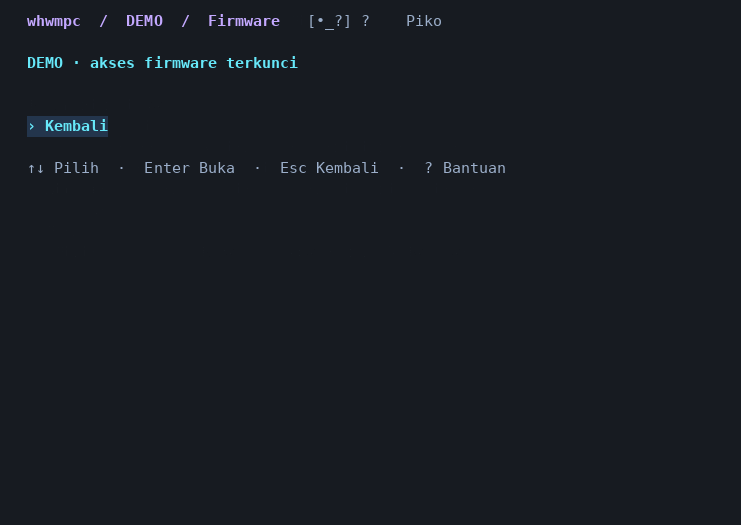 whwmpc / DEMO / Firmware [•_?] ? Piko
DEMO · akses firmware terkunci
› Kembali
↑↓ Pilih · Enter Buka · Esc Kembali · ? Bantuan